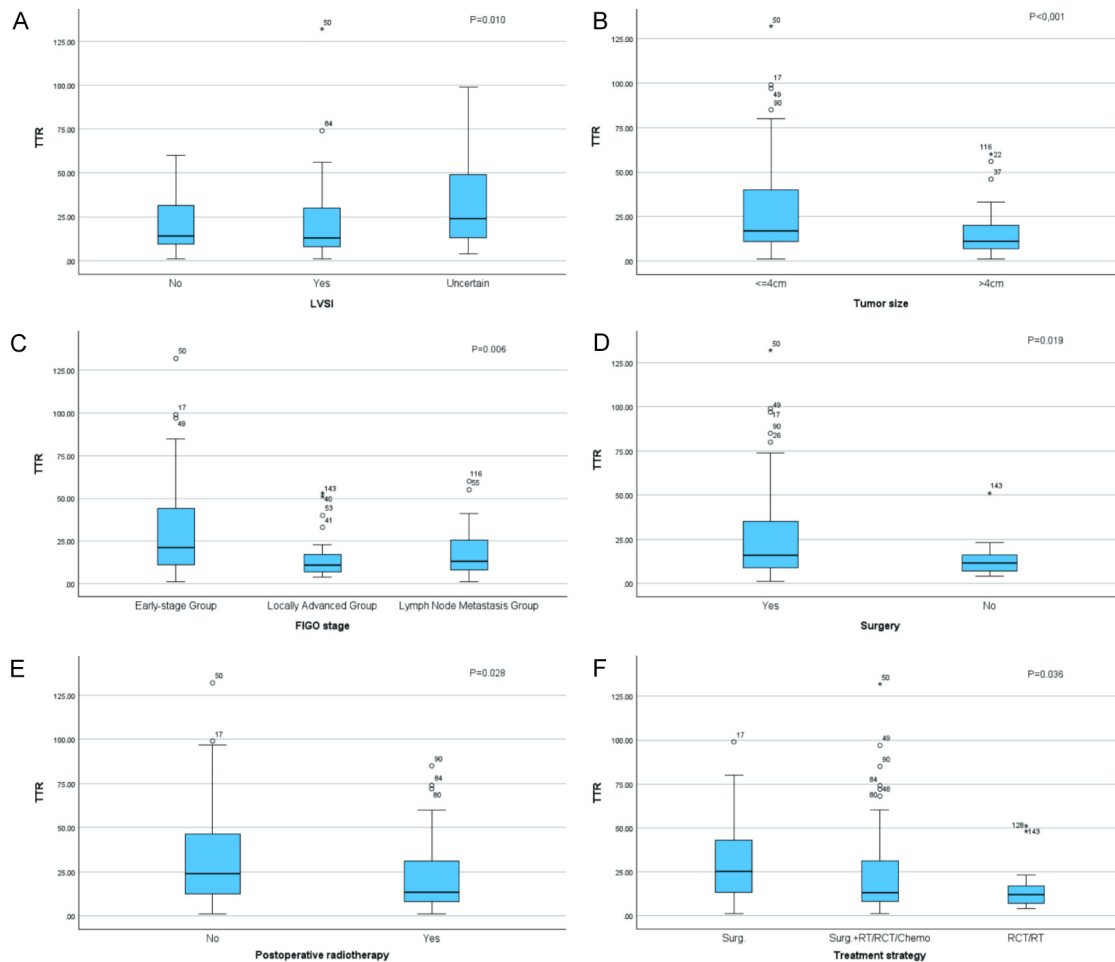 A
P=0.010
125.00
100.00
75.00
50.00
25.00
.00
TTR
50
84
No
Yes
Uncertain
LVSI
B
P<0,001
125.00
100.00
75.00
50.00
25.00
.00
TTR
50
17
49
90
116
22
37
<=4cm
>4cm
Tumor size
C
P=0.006
125.00
100.00
75.00
50.00
25.00
.00
TTR
50
17
49
143
40
53
41
116
55
Early-stage Group
Locally Advanced Group
Lymph Node Metastasis Group
FIGO stage
D
P=0.019
125.00
100.00
75.00
50.00
25.00
.00
TTR
50
49
17
90
26
143
Yes
No
Surgery
E
P=0.028
125.00
100.00
75.00
50.00
25.00
.00
TTR
50
17
90
84
80
No
Yes
Postoperative radiotherapy
F
P=0.036
125.00
100.00
75.00
50.00
25.00
.00
TTR
17
50
49
90
84
80
48
128
143
Surg.
Surg.+RT/RCT/Chemo
RCT/RT
Treatment strategy